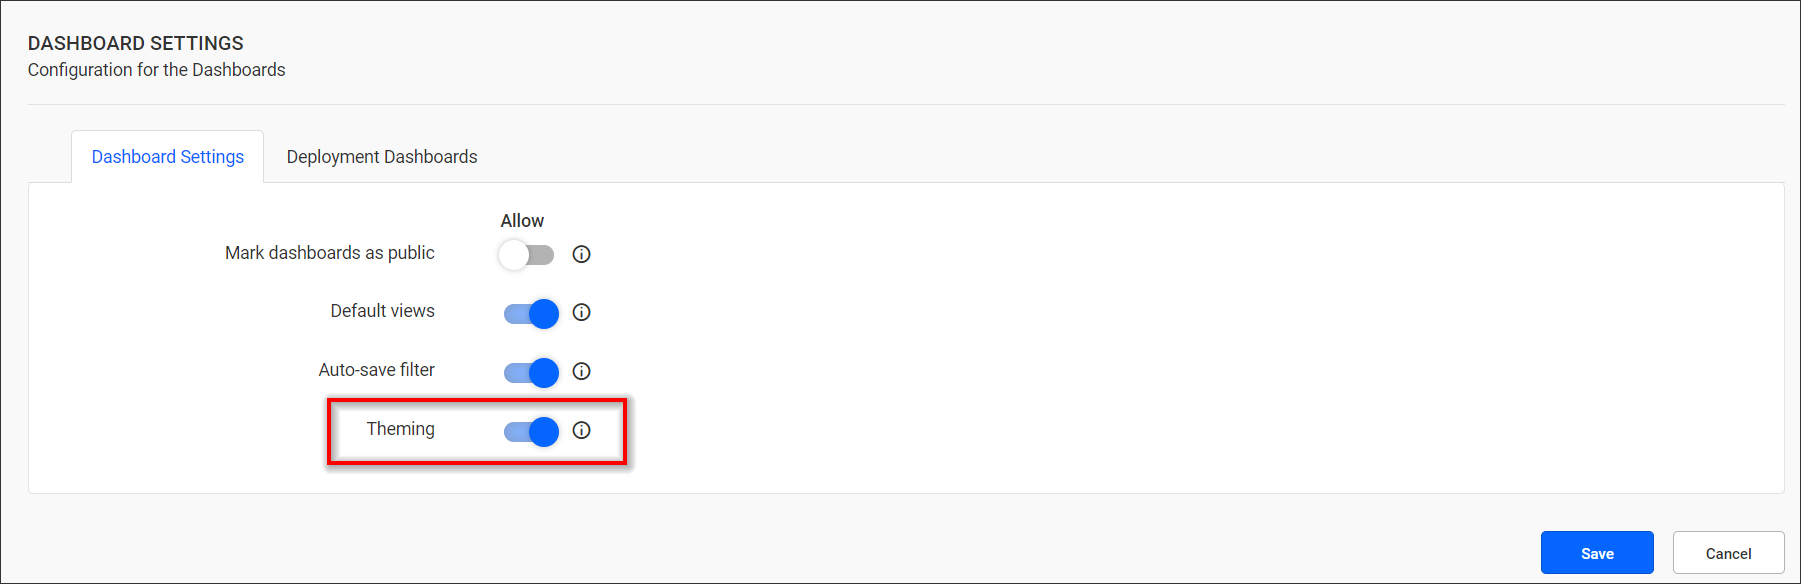 DASHBOARD SETTINGS
Configuration for the Dashboards
Dashboard Settings
Deployment Dashboards
Allow
Mark dashboards as public
Default views
Auto-save filter
Theming
Save
Cancel